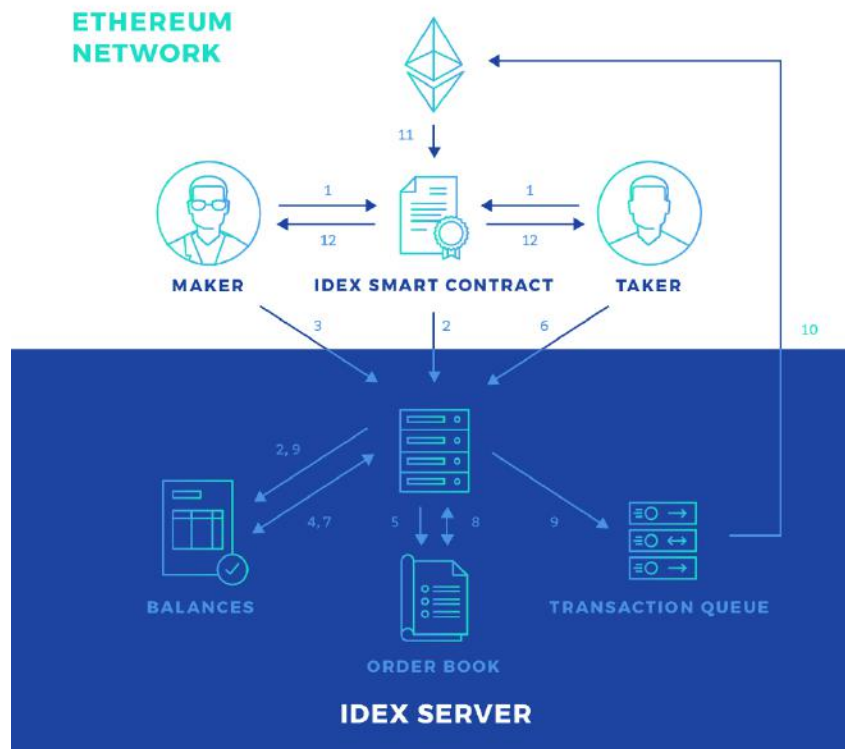 ETHEREUM
NETWORK
11
1
1
12
12
MAKER
IDEX SMART CONTRACT
TAKER
3
2
6
10
2, 9
4, 7
5
8
9
BALANCES
TRANSACTION QUEUE
ORDER BOOK
IDEX SERVER